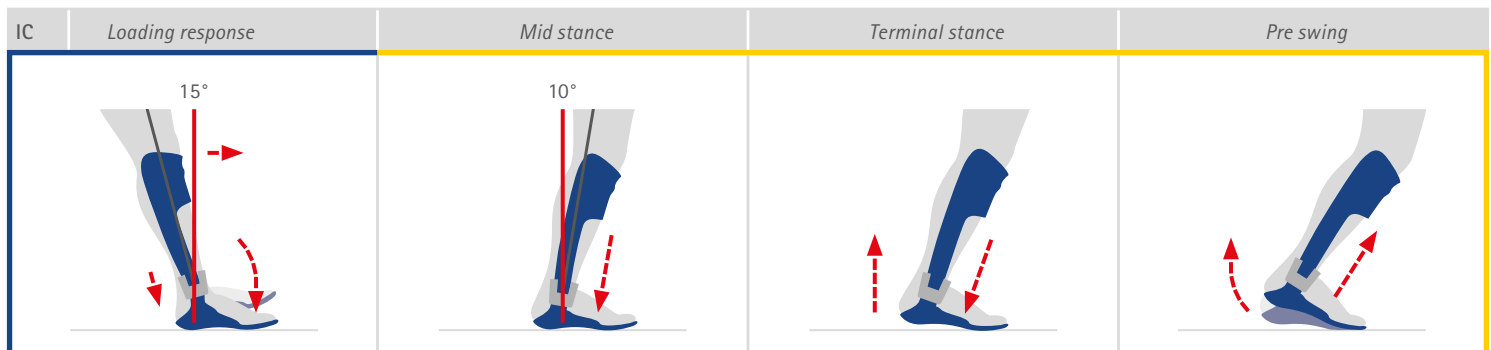 IC
Loading response
Mid stance
Terminal stance
Pre swing
15°
10°